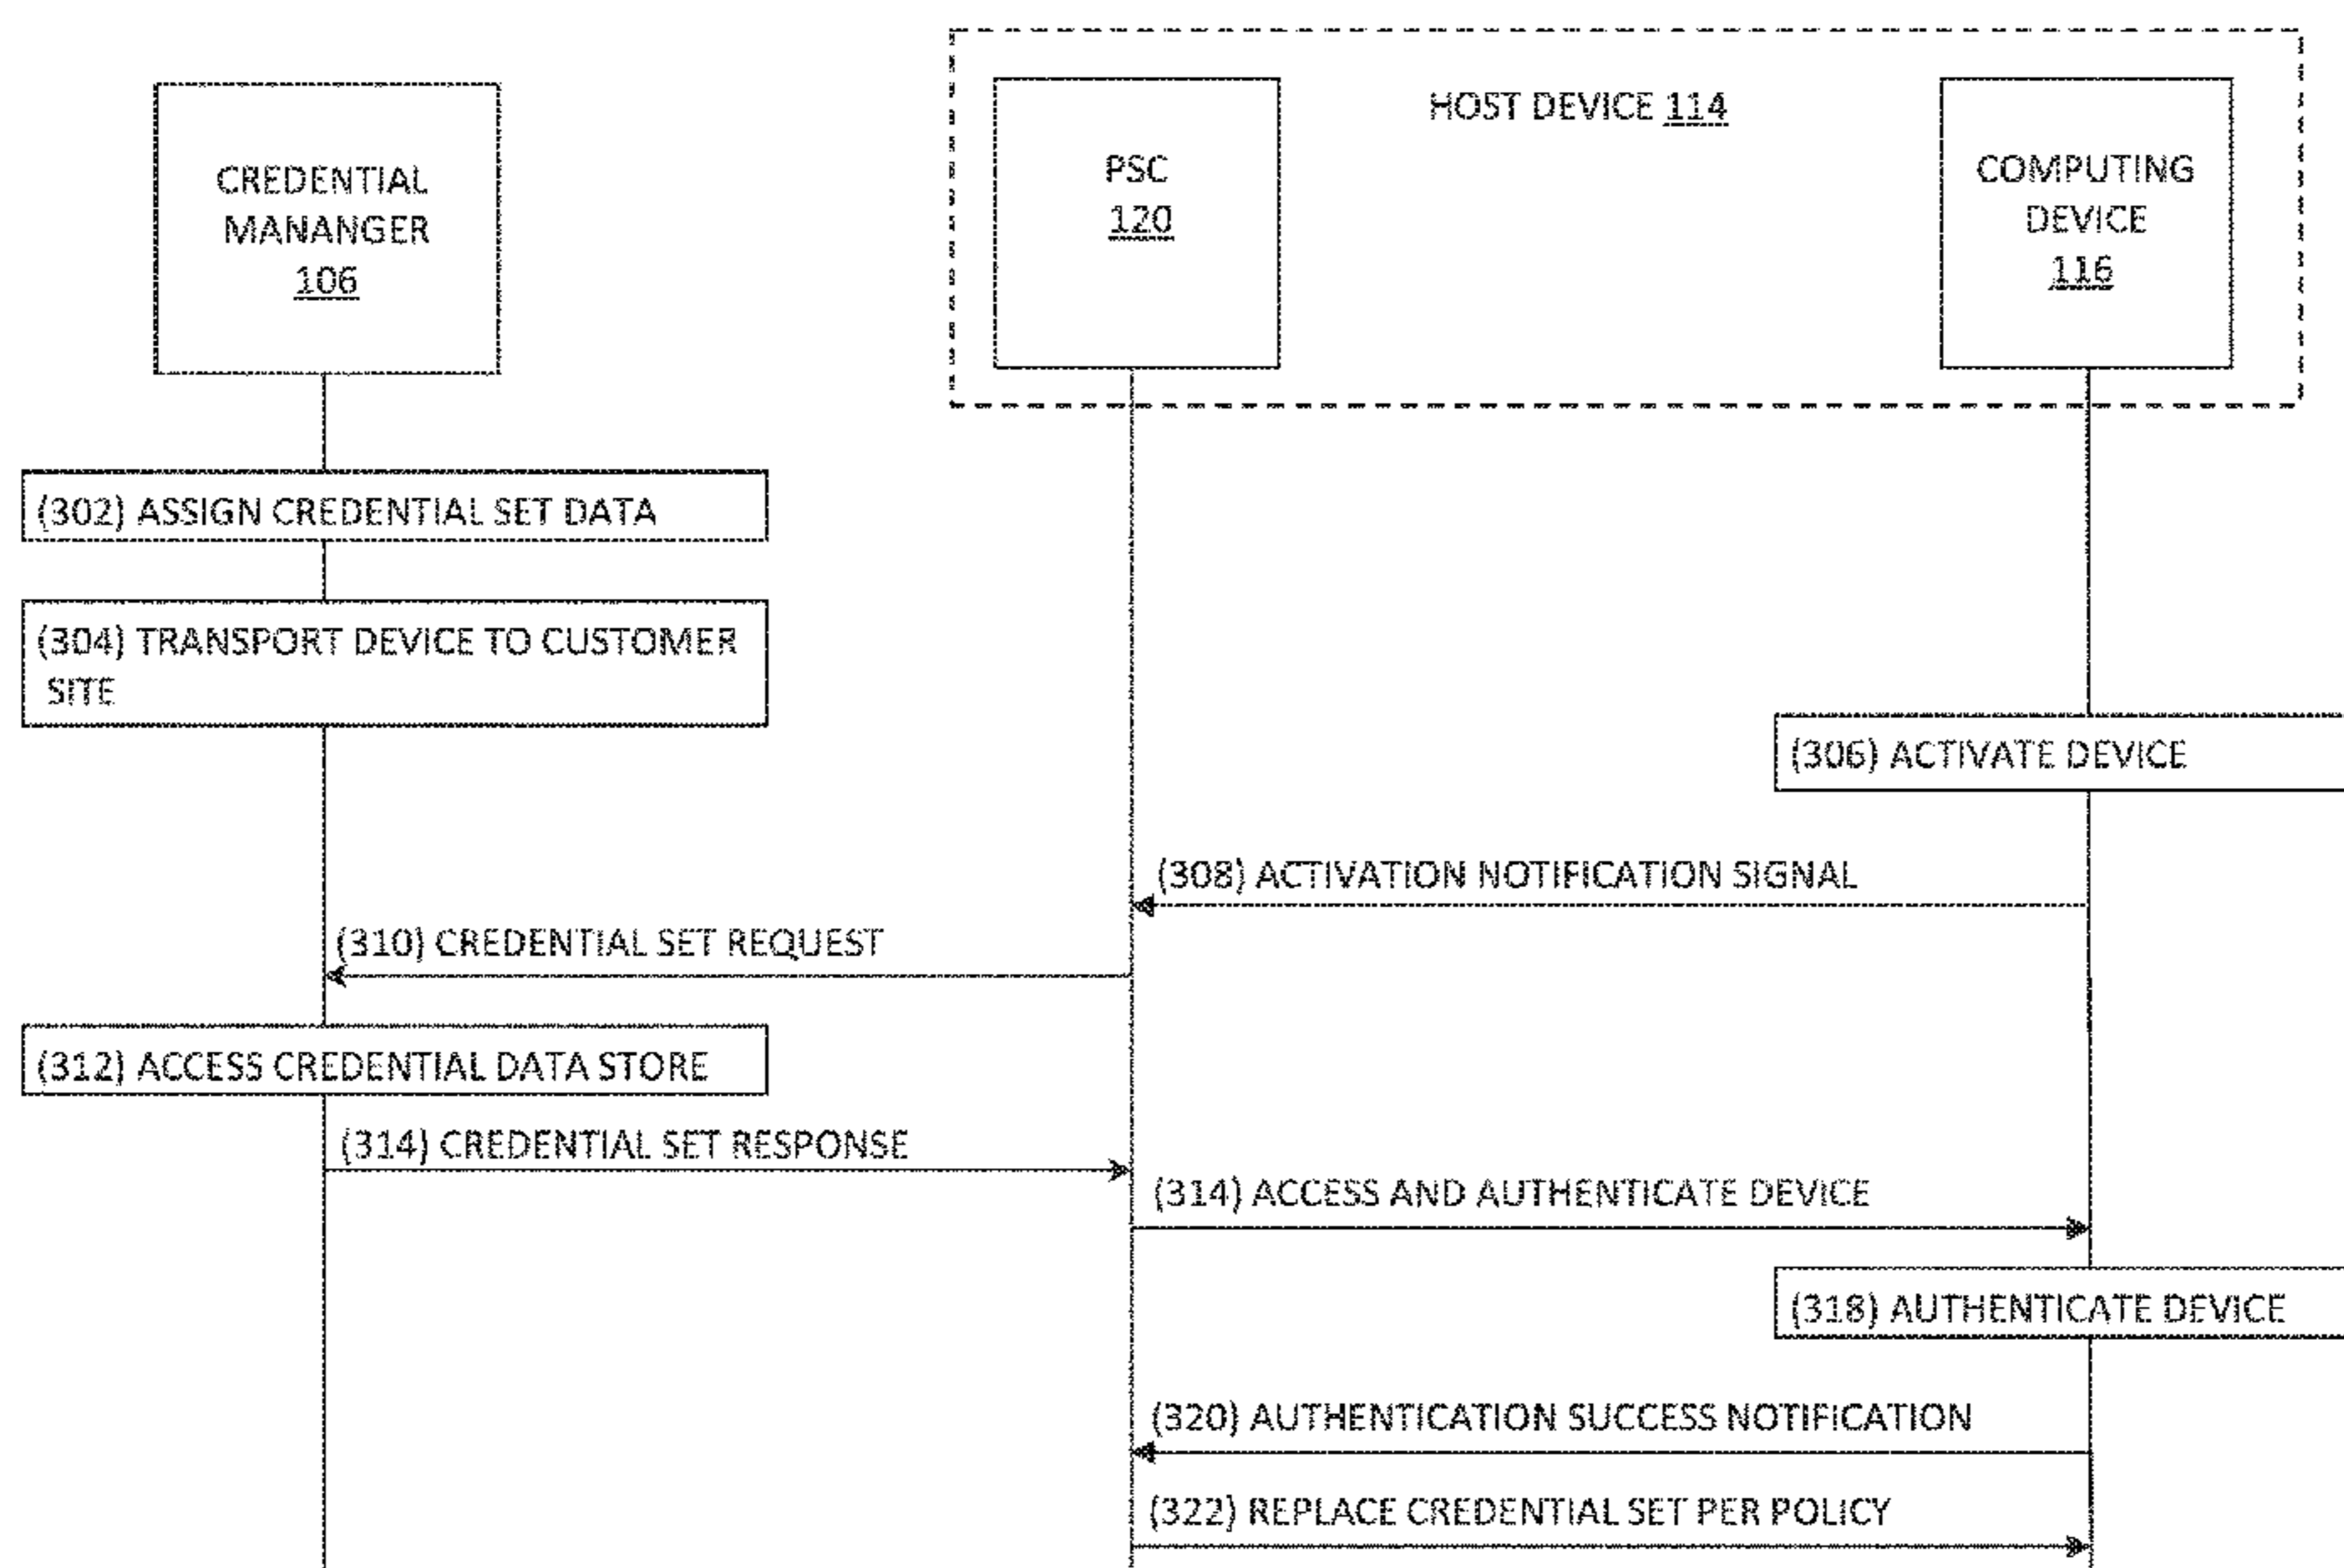 HOST DEVICE 114
CREDENTIAL
MANANGER
106
PSC
120
COMPUTING
DEVICE
116
(302) ASSIGN CREDENTIAL SET DATA
(304) TRANSPORT DEVICE TO CUSTOMER
SITE
(306) ACTIVATE DEVICE
(308) ACTIVATION NOTIFICATION SIGNAL
(310) CREDENTIAL SET REQUEST
(312) ACCESS CREDENTIAL DATA STORE
(314) CREDENTIAL SET RESPONSE
(314) ACCESS AND AUTHENTICATE DEVICE
(318) AUTHENTICATE DEVICE
(320) AUTHENTICATION SUCCESS NOTIFICATION
(322) REPLACE CREDENTIAL SET PER POLICY